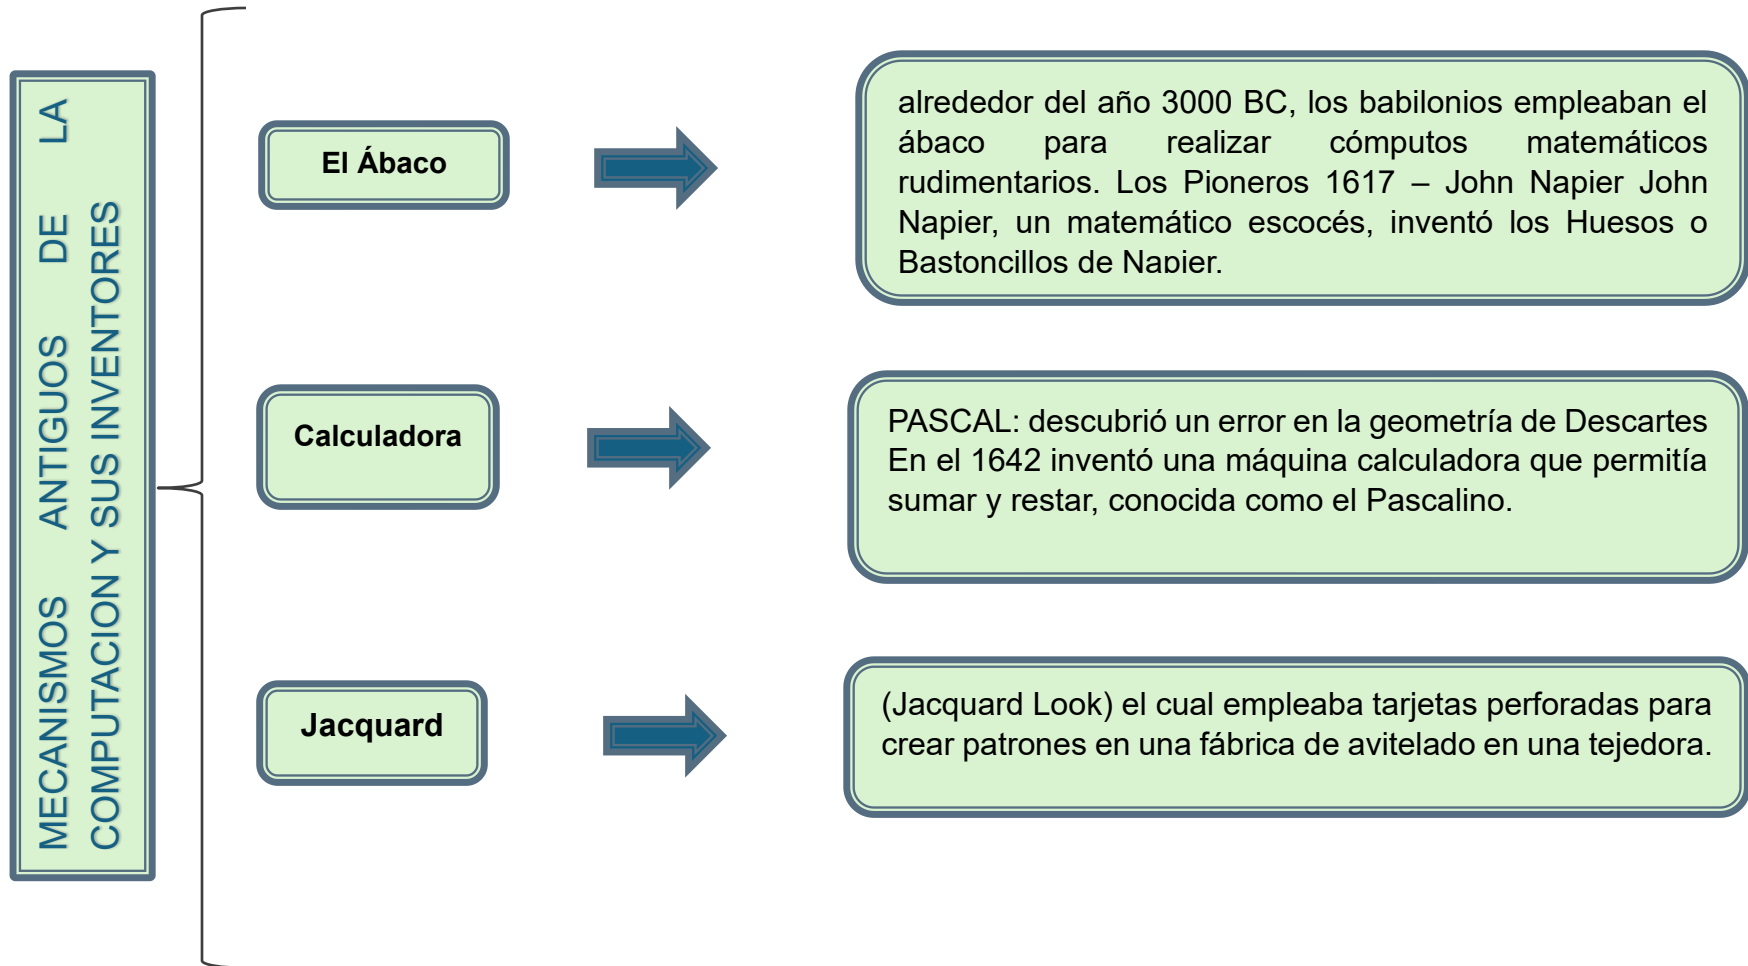 MECANISMOS ANTIGUOS DE LA
COMPUTACION Y SUS INVENTORES
El Ábaco
alrededor del año 3000 BC, los babilonios empleaban el
ábaco para realizar cómputos matemáticos
rudimentarios. Los Pioneros 1617 – John Napier John
Napier, un matemático escocés, inventó los Huesos o
Bastoncillos de Napier.
Calculadora
PASCAL: descubrió un error en la geometría de Descartes
En el 1642 inventó una máquina calculadora que permitía
sumar y restar, conocida como el Pascalino.
Jacquard
(Jacquard Look) el cual empleaba tarjetas perforadas para
crear patrones en una fábrica de avitelado en una tejedora.